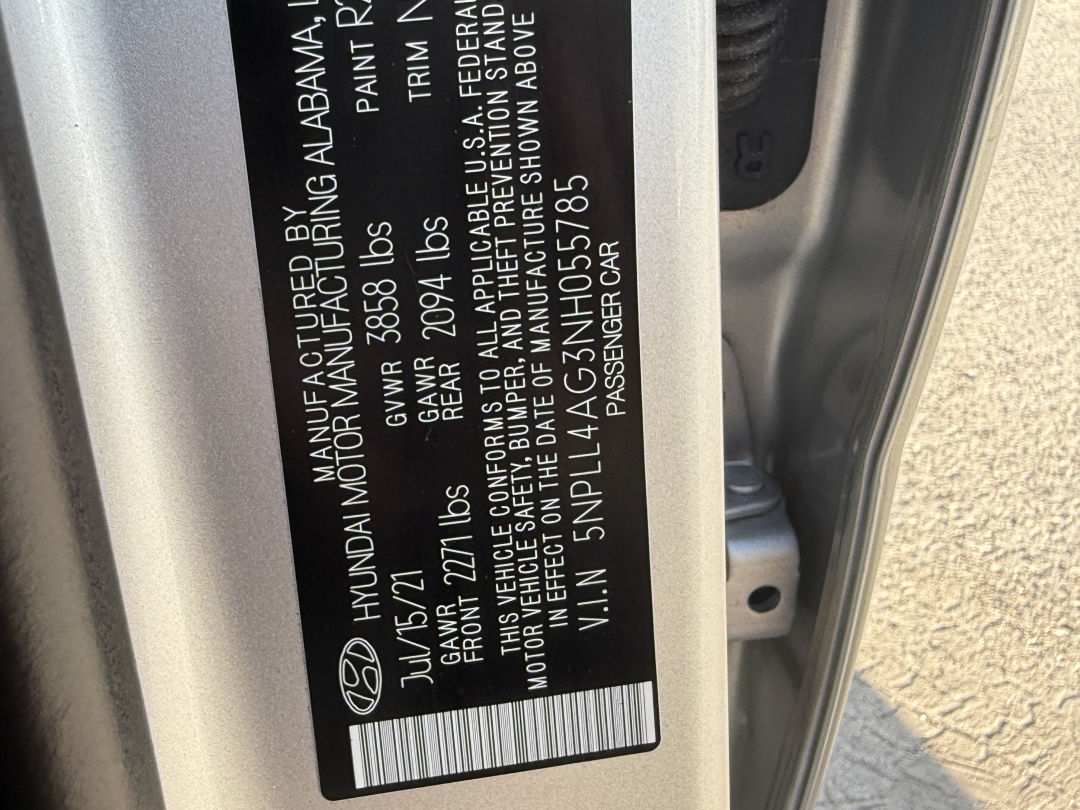 MANUFACTURED BY
HYUNDAI MOTOR MANUFACTURING ALABAMA,
Jul/15/21 GVWR 3858 lbs PAINT
GAWR FRONT 2271 lbs GAWR REAR 2094 lbs TRIM
THIS VEHICLE CONFORMS TO ALL APPLICABLE U.S.A.
MOTOR VEHICLE SAFETY, BUMPER, AND THEFT PREVENTION
IN EFFECT ON THE DATE OF MANUFACTURE SHOWN ABOVE
V.I.N 5NPLL4AG3NH055785
PASSENGER CAR